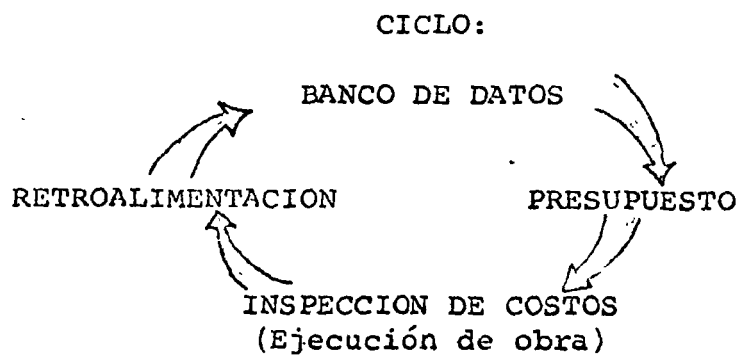 CICLO:
BANCO DE DATOS
RETROALIMENTACION
PRESUPUESTO
INSPECCION DE COSTOS
(Ejecución de obra)